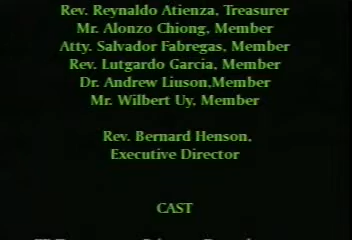 Rev. Reynaldo Atienza, Treasurer
Mr. Alonzo Chiong, Member
Atty. Salvador Fabregas, Member
Rev. Lutgardo Garcia, Member
Dr. Andrew Liuson,Member
Mr. Wilbert Uy, Member
Rev. Bernard Henson,
Executive Director
CAST